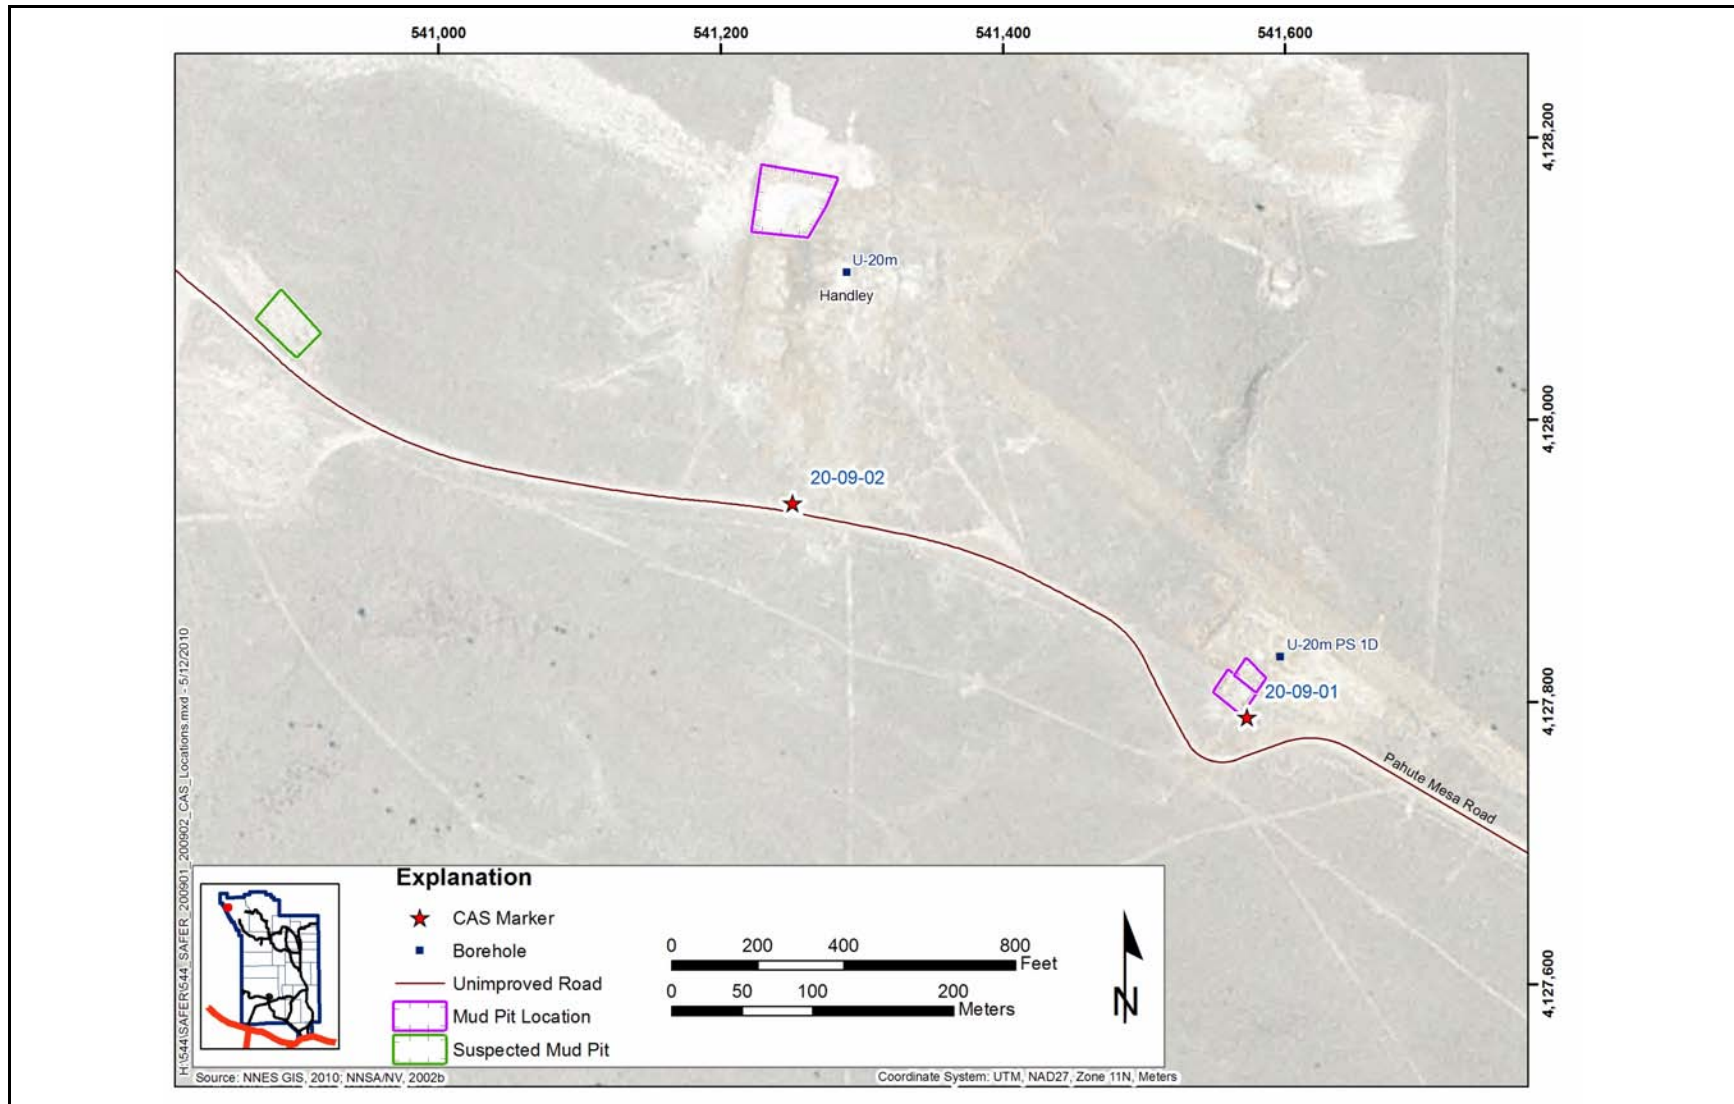 541,000
541,200
541,400
541,600
4,128,200
4,128,000
4,127,800
4,127,600
U-20m
Handley
20-09-02
U-20m PS 1D
20-09-01
Pahute Mesa Road
H:\544\SAFER\544_SAFER_200901_200902_CAS_Locations.mxd - 5/12/2010
Explanation
CAS Marker
Borehole
Unimproved Road
Mud Pit Location
Suspected Mud Pit
0 200 400 800
Feet
0 50 100 200
Meters
N
Source: NNES GIS, 2010; NNSA/NV, 2002b
Coordinate System: UTM, NAD27, Zone 11N, Meters